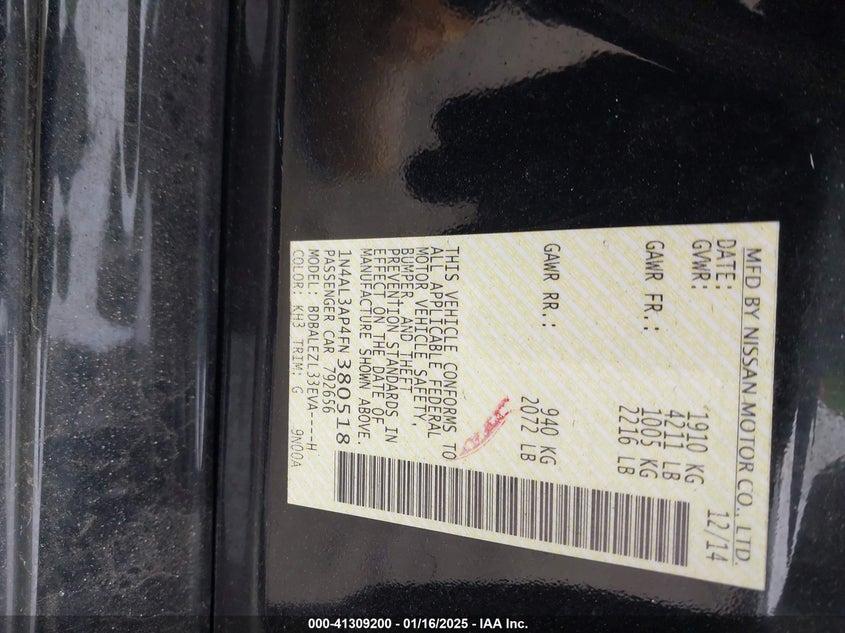 MFD BY NISSAN MOTOR CO., LTD.
DATE: 12/14
GVWR: 1910 KG
4211 LB
GAWR FR.: 1005 KG
2216 LB
GAWR RR.: 940 KG
2072 LB
THIS VEHICLE CONFORMS TO
ALL APPLICABLE FEDERAL
MOTOR VEHICLE SAFETY,
BUMPER, AND THEFT
PREVENTION STANDARDS IN
EFFECT ON THE DATE OF
MANUFACTURE SHOWN ABOVE.
1N4AL3AP4FN380518
PASSENGER CAR 792656
MODEL: BDBALEZL33EVA----H
COLOR: KH3 TRIM: G 9N00A
000-41309200 - 01/16/2025 - IAA Inc.